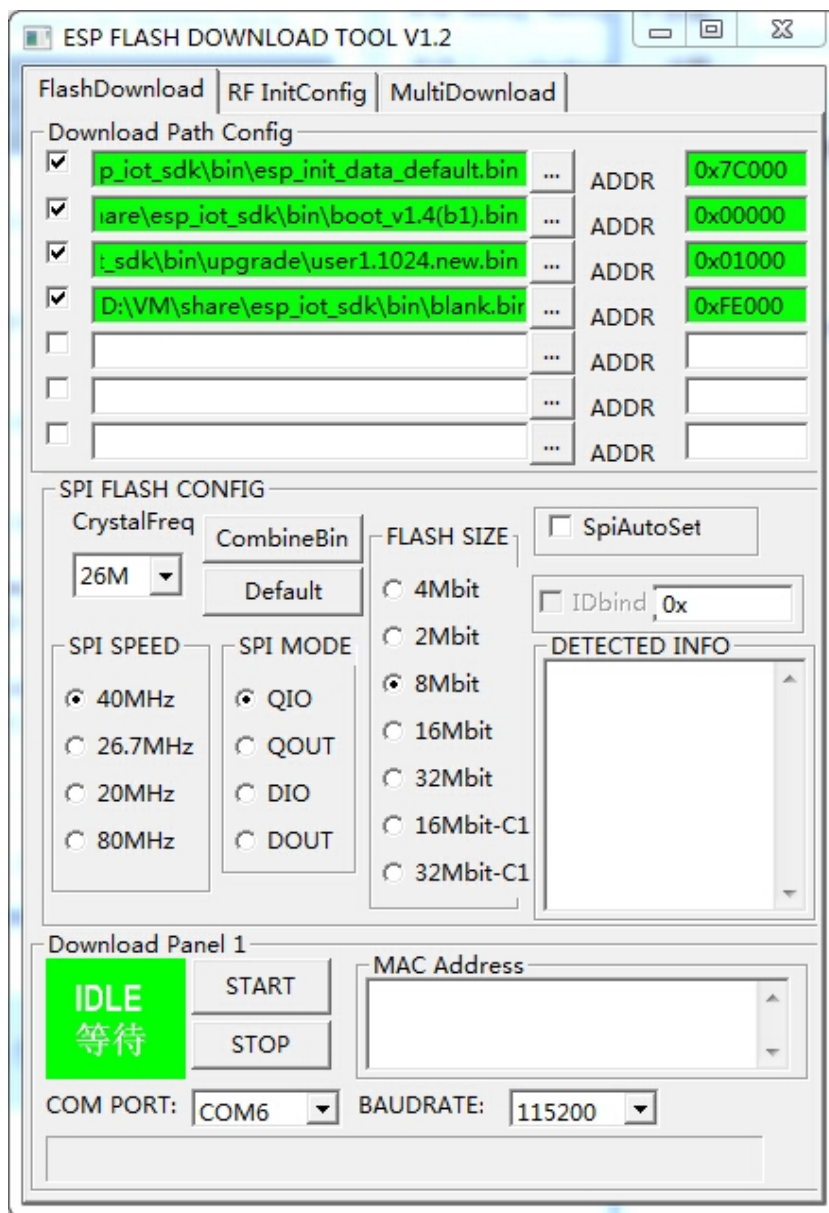 ESP FLASH DOWNLOAD TOOL V1.2
FlashDownload RF InitConfig MultiDownload
Download Path Config
p_iot_sdk\bin\esp_init_data_default.bin ... ADDR 0x7C000
are\esp_iot_sdk\bin\boot_v1.4(b1).bin ... ADDR 0x00000
t_sdk\bin\upgrade\user1.1024.new.bin ... ADDR 0x01000
D:\VM\share\esp_iot_sdk\bin\blank.bin ... ADDR 0xFE000
... ADDR
... ADDR
... ADDR
SPI FLASH CONFIG
CrystalFreq
26M
CombineBin
Default
SPI SPEED
40MHz
26.7MHz
20MHz
80MHz
SPI MODE
QIO
QOUT
DIO
DOUT
FLASH SIZE
4Mbit
2Mbit
8Mbit
16Mbit
32Mbit
16Mbit-C1
32Mbit-C1
SpiAutoSet
IDbind 0x
DETECTED INFO
Download Panel 1
IDLE
等待
START
STOP
MAC Address
COM PORT: COM6 BAUDRATE: 115200